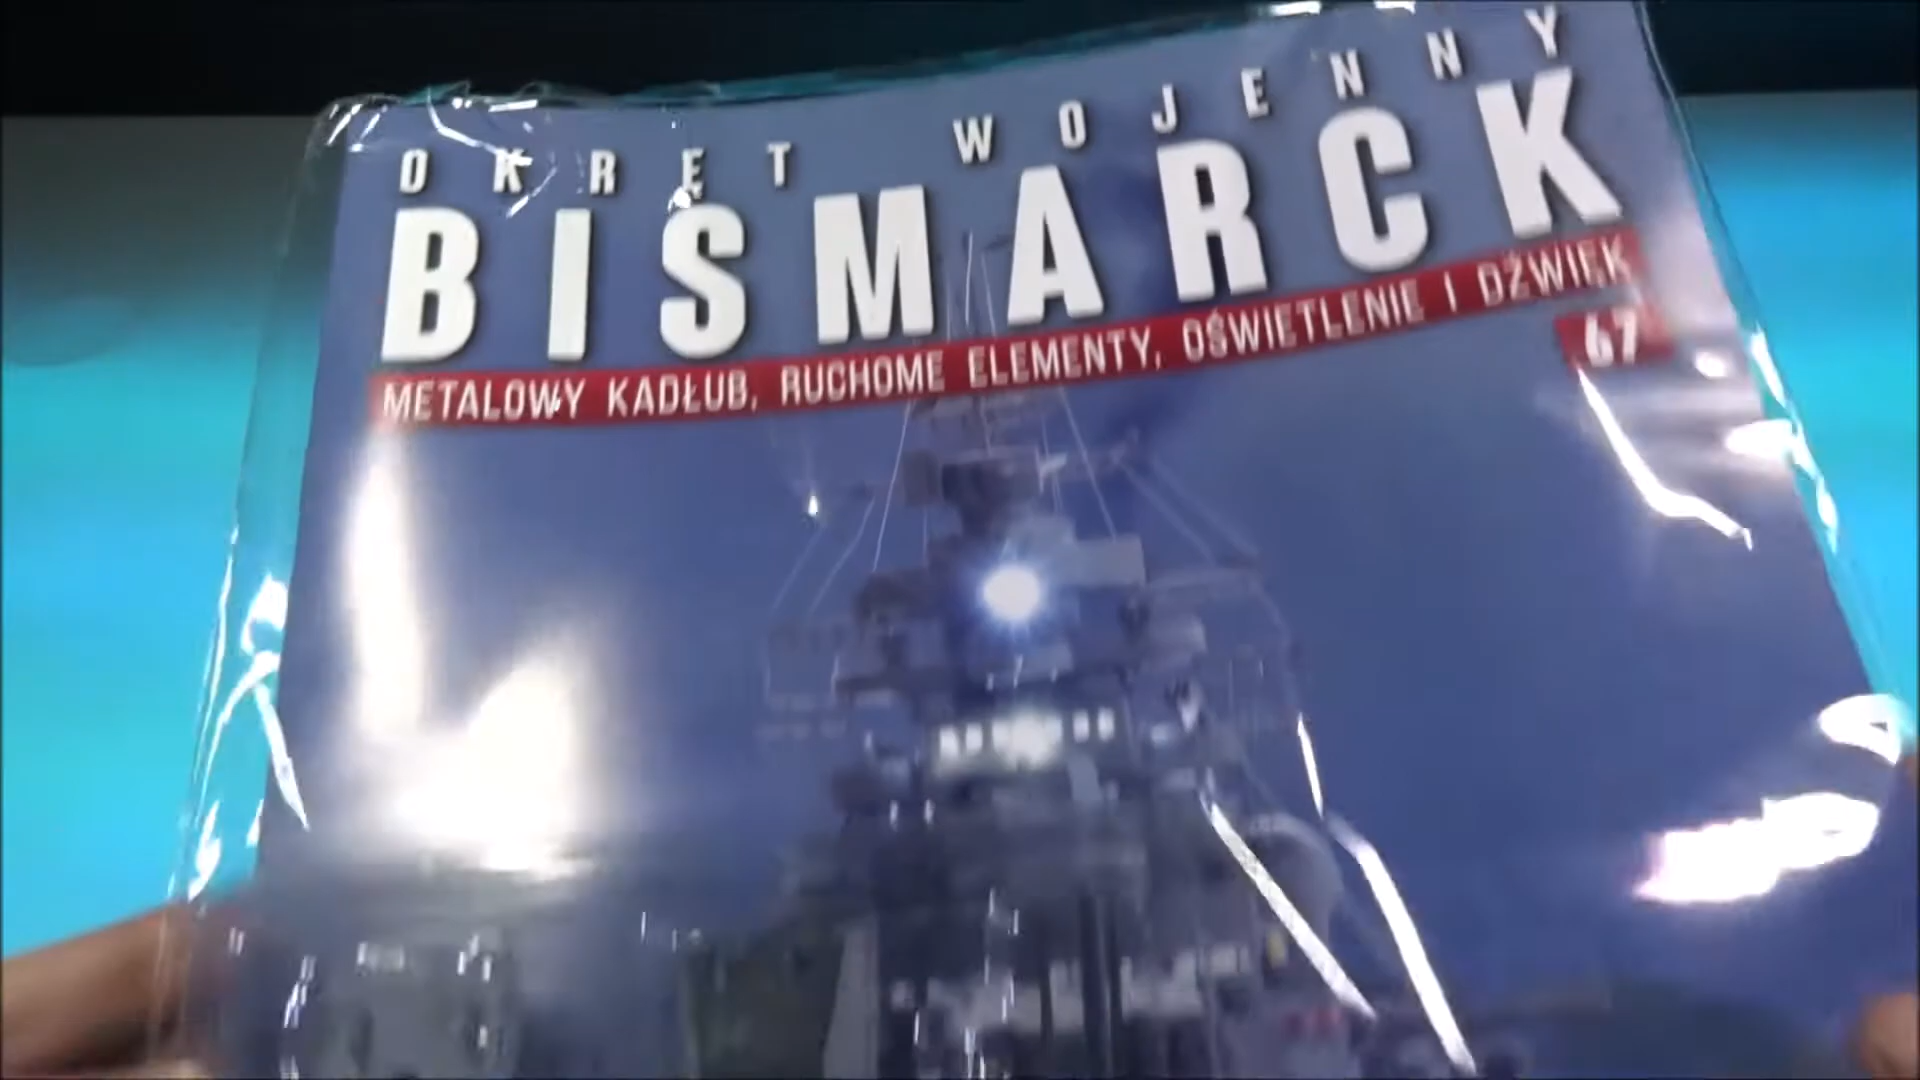 OKRĘT WOJENNY
BISMARCK
METALOWY KADŁUB, RUCHOME ELEMENTY, OŚWIETLENIE I DŹWIĘK
67